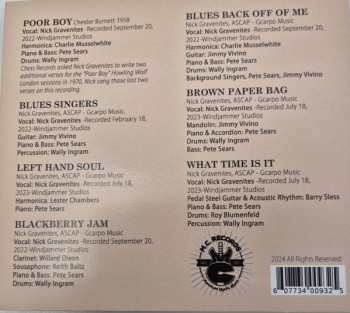 POOR BOY Chester Burnett 1958
Vocal: Nick Gravenites -Recorded September 20,
2022-Windjammer Studios
Harmonica: Charlie Musselwhite
Piano & Bass: Pete Sears
Drums: Wally Ingram
Chess Records asked Nick Gravenites to write two
additional verses for the "Poor Boy" Howling Wolf
London sessions in 1970. Nick sang those last two
verses on this recording.
BLUES SINGERS
Nick Gravenites, ASCAP - Gcarpo Music
Vocal: Nick Gravenites -Recorded February 18,
2022-Windjammer Studios
Guitar: Jimmy Vivino
Piano & Bass: Pete Sears
Percussion: Wally Ingram
LEFT HAND SOUL
Nick Gravenites, ASCAP - Gcarpo Music
Vocal: Nick Gravenites -Recorded July 18,
2023-Windjammer Studios
Harmonica: Lester Chambers
Piano: Pete Sears
BLACKBERRY JAM
Nick Gravenites, ASCAP - Gcarpo Music
Vocal: Nick Gravenites -Recorded September 20,
2022-Windjammer Studios
Clarinet: Willard Dixon
Sousaphone: Keith Baltz
Piano & Bass: Pete Sears
Drums: Wally Ingram
BLUES BACK OFF OF ME
Nick Gravenites, ASCAP - Gcarpo Music
Vocal: Nick Gravenites -Recorded September 20,
2022-Windjammer Studios
Harmonica: Charlie Musselwhite
Guitar: Jimmy Vivino
Piano & Bass: Pete Sears
Drums: Wally Ingram
Background Singers, Pete Sears, Jimmy Vivino
BROWN PAPER BAG
Nick Gravenites, ASCAP - Gcarpo Music
Vocal: Nick Gravenites -Recorded July 18,
2023-Windjammer Studios
Mandolin: Jimmy Vivino
Piano & Accordion: Pete Sears
Drums: Wally Ingram
Bass: Pete Sears
WHAT TIME IS IT
Nick Gravenites, ASCAP - Gcarpo Music
Vocal: Nick Gravenites -Recorded July 18,
2023-Windjammer Studios
Pedal Steel Guitar & Acoustic Rhythm: Barry Sless
Piano & Bass: Pete Sears
Drums: Roy Blumenfeld
Percussion: Wally Ingram
M.C. RECORDS
2024 All Rights Reserved
6 07734 00932 5